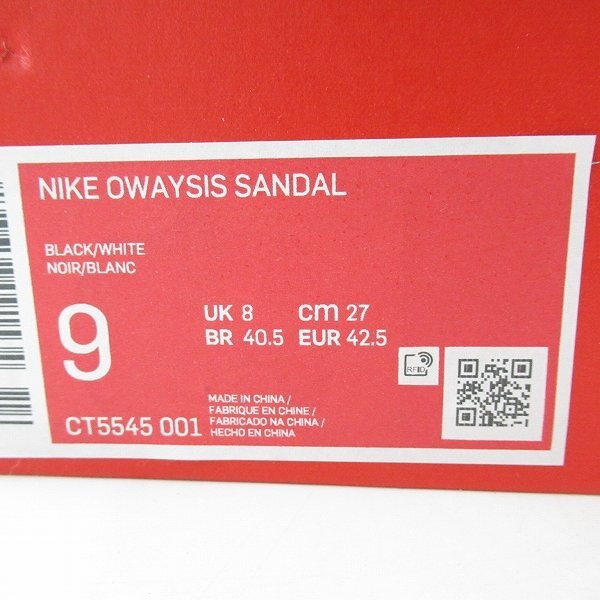 NIKE OWAYSIS SANDAL
BLACK/WHITE
NOIR/BLANC
9
UK 8 cm 27
BR 40.5 EUR 42.5
RFID
CT5545 001
MADE IN CHINA /
FABRIQUE EN CHINE /
FABRICADO NA CHINA /
HECHO EN CHINA